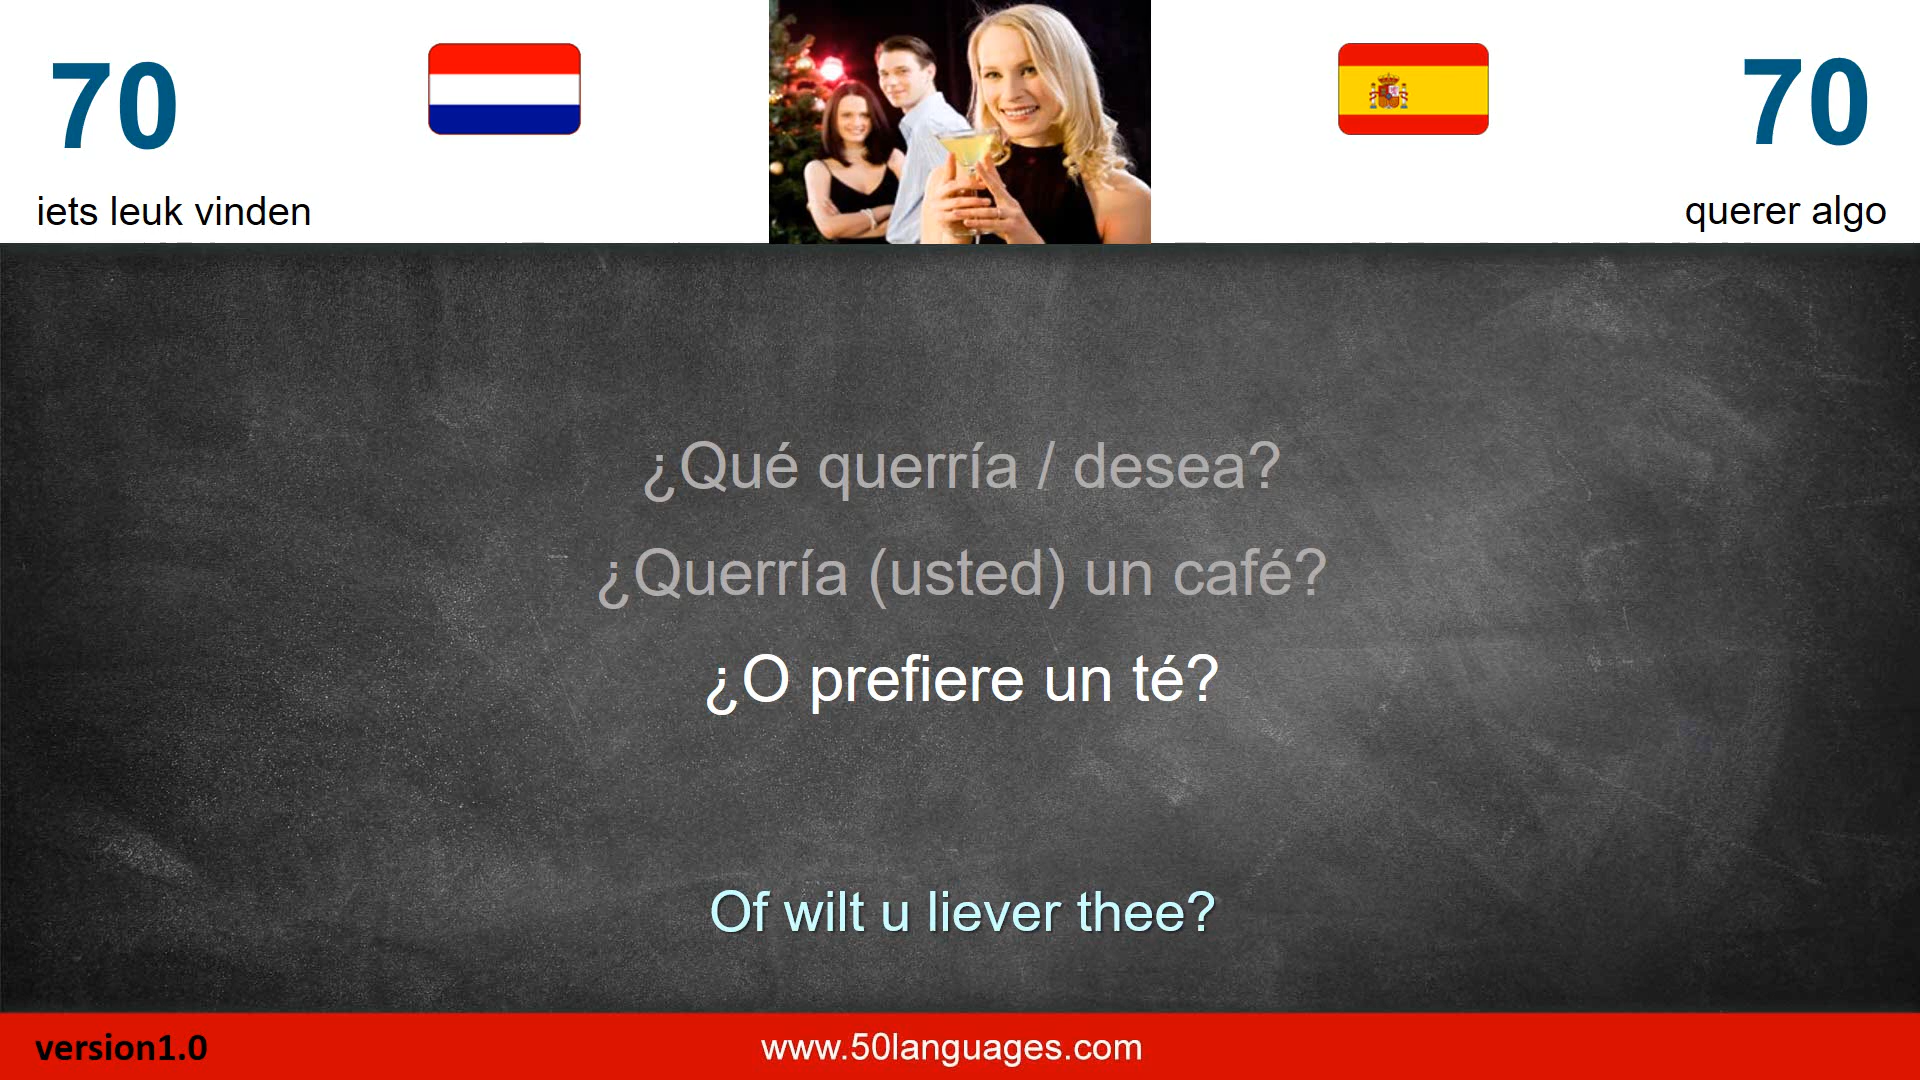 70
70
iets leuk vinden
querer algo
¿Qué querría / desea?
¿Querría (usted) un café?
¿O prefiere un té?
Of wilt u liever thee?
version1.0
www.50languages.com